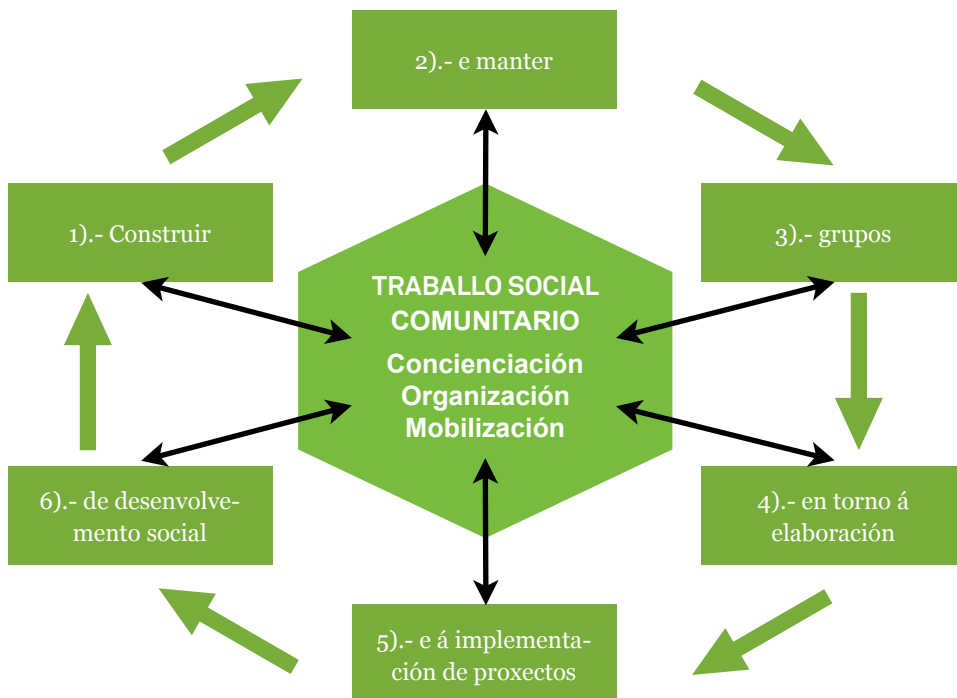 2).- e manter
1).- Construir
3).- grupos
TRABALLO SOCIAL
COMUNITARIO
Concienciación
Organización
Mobilización
6).- de desenvolve-
mento social
4).- en torno á
elaboración
5).- e á implementa-
ción de proxectos